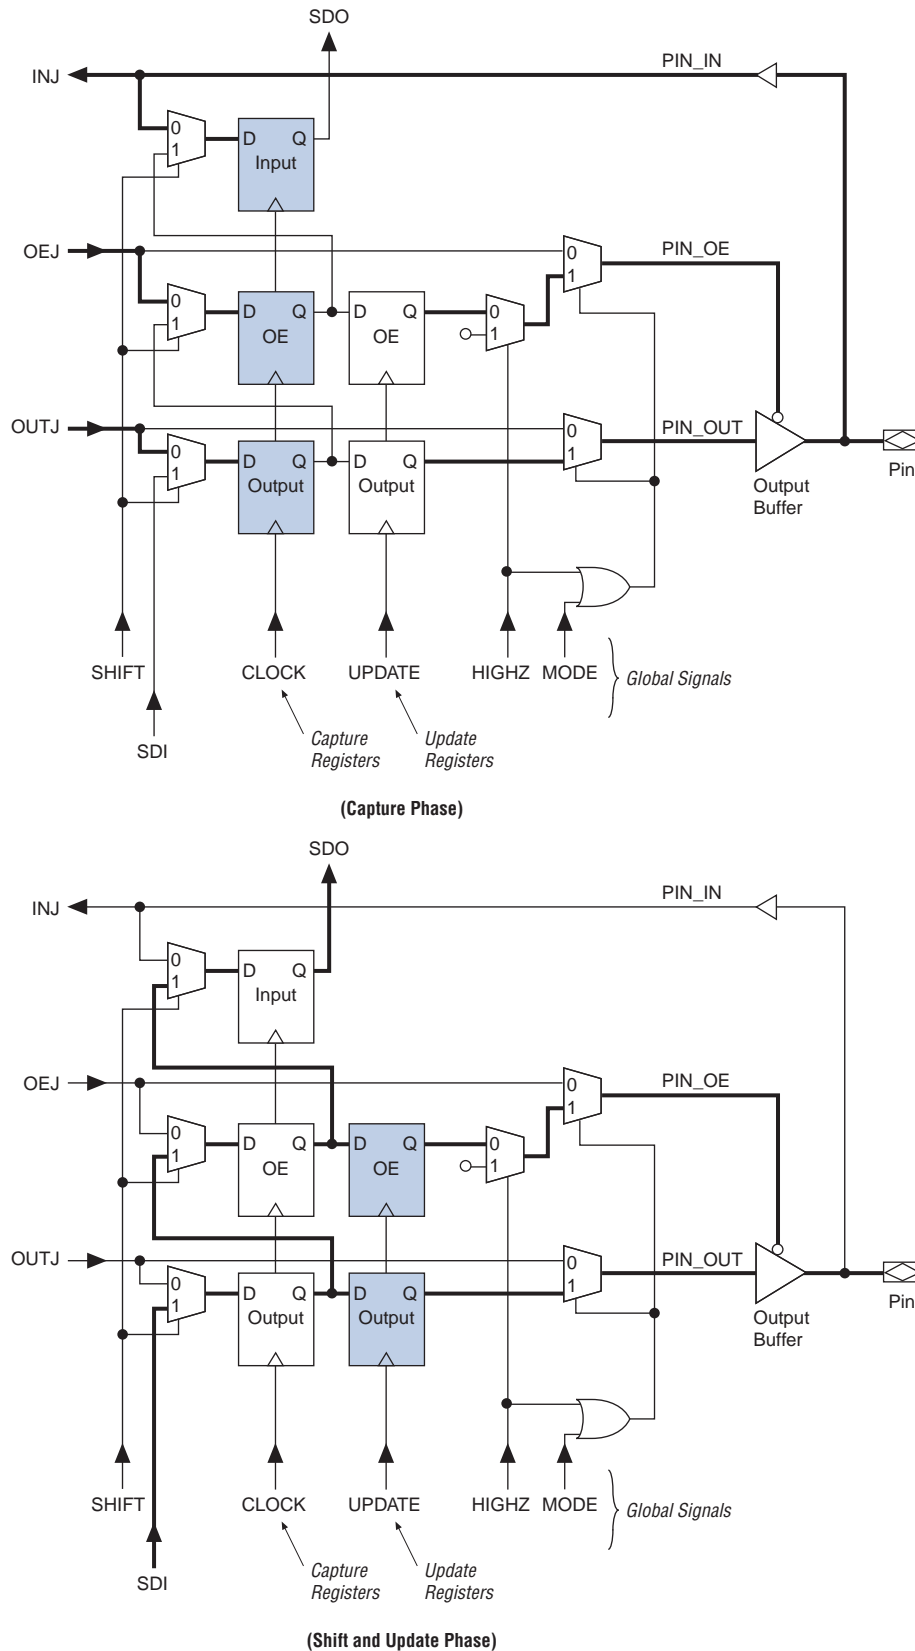 SDO
INJ
PIN_IN
0
1
D Q
Input
OEJ
0
1
D Q
OE
D Q
OE
0
1
0
1
PIN_OE
OUTJ
0
1
D Q
Output
D Q
Output
0
1
PIN_OUT
Output
Buffer
Pin
SHIFT
CLOCK
UPDATE
HIGHZ
MODE
Global Signals
SDI
Capture
Registers
Update
Registers
(Capture Phase)
SDO
INJ
PIN_IN
0
1
D Q
Input
OEJ
0
1
D Q
OE
D Q
OE
0
1
0
1
PIN_OE
OUTJ
0
1
D Q
Output
D Q
Output
0
1
PIN_OUT
Output
Buffer
Pin
SHIFT
CLOCK
UPDATE
HIGHZ
MODE
Global Signals
SDI
Capture
Registers
Update
Registers
(Shift and Update Phase)